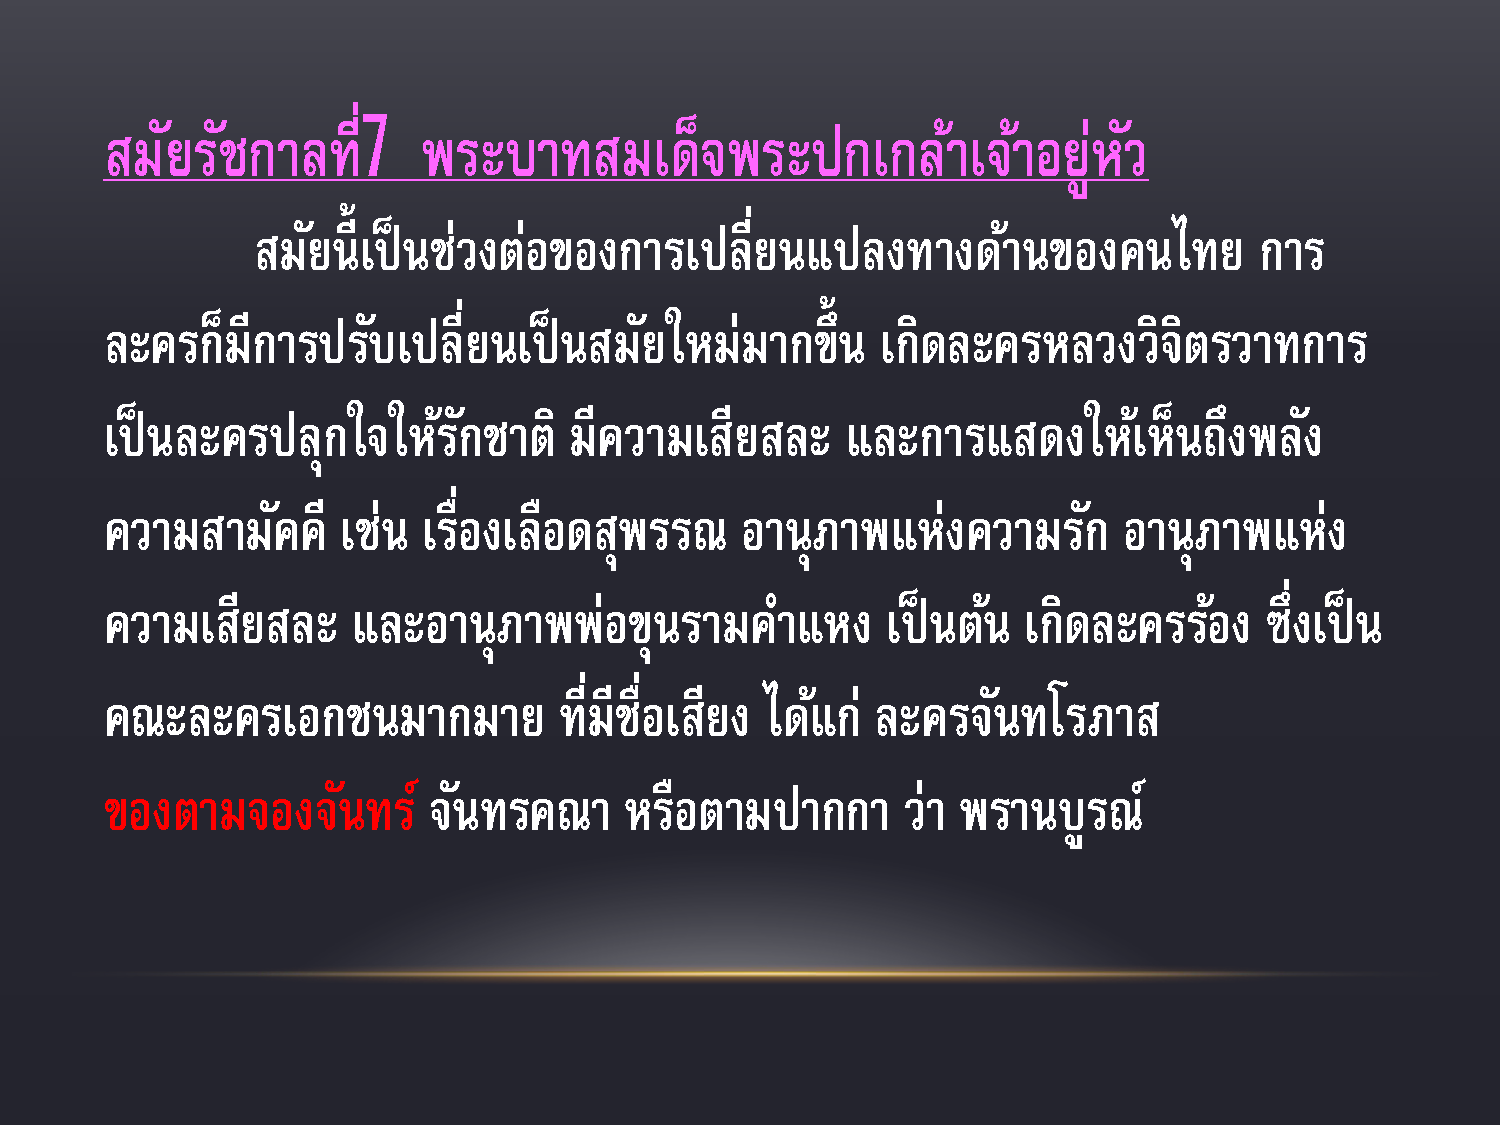 สมัยรัชกาลที่7 พระบาทสมเด็จพระปกเกล้าเจ้าอยู่หัว
สมัยนี้เป็นช่วงต่อของการเปลี่ยนแปลงทางด้านของคนไทย การ
ละครก็มีการปรับเปลี่ยนเป็นสมัยใหม่มากขึ้น เกิดละครหลวงวิจิตรวาทการ
เป็นละครปลุกใจให้รักชาติ มีความเสียสละ และการแสดงให้เห็นถึงพลัง
ความสามัคคี เช่น เรื่องเลือดสุพรรณ อานุภาพแห่งความรัก อานุภาพแห่ง
ความเสียสละ และอานุภาพพ่อขุนรามคำแหง เป็นต้น เกิดละครร้อง ซึ่งเป็น
คณะละครเอกชนมากมาย ที่มีชื่อเสียง ได้แก่ ละครจันทโรภาส
ของตามจองจันทร์ จันทรคณา หรือตามปากกา ว่า พรานบูรณ์